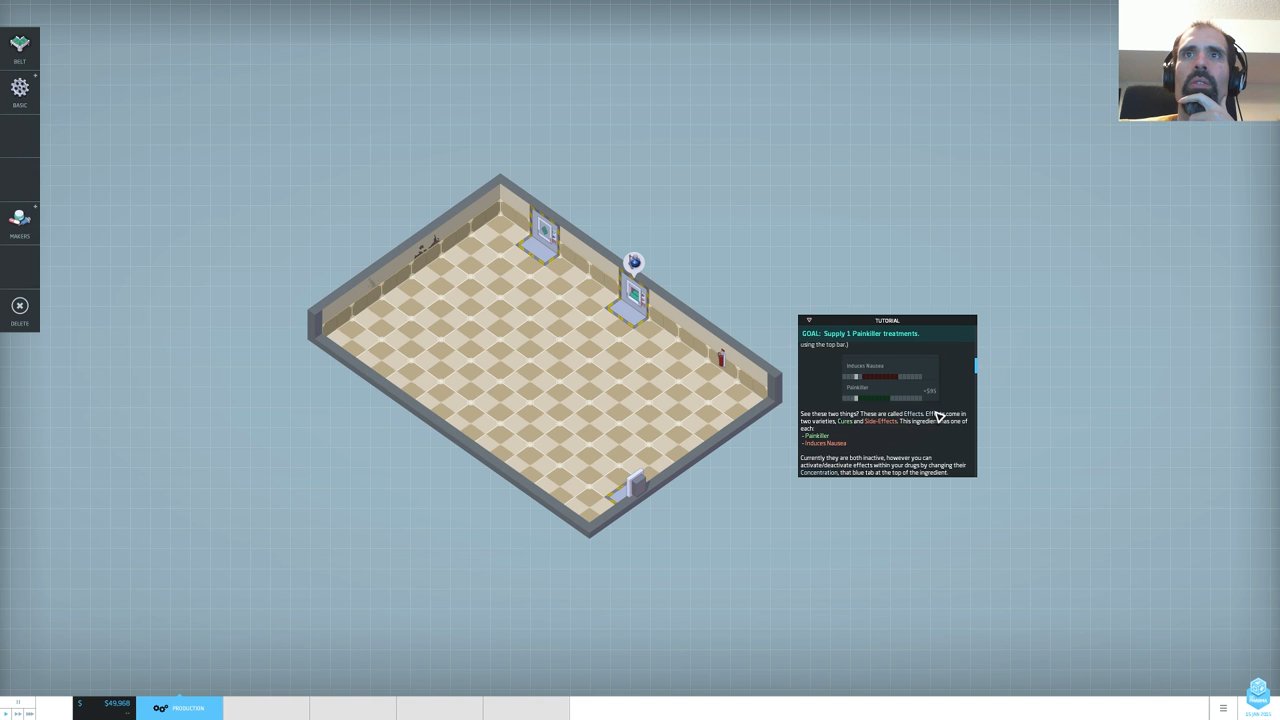 BELT
BASIC
MAKERS
DELETE
TUTORIAL
GOAL: Supply 1 Painkiller treatments.
using the top bar.)
Induces Nausea
Painkiller
+$95
See these two things? These are called Effects. come in
two varieties, Cures and Side-Effects. This ingredient has one of
each:
- Painkiller
- Induces Nausea
Currently they are both inactive, however you can
activate/deactivate effects within your drugs by changing their
Concentration, that blue tab at the top of the ingredient.
$ $49,968
--
PRODUCTION